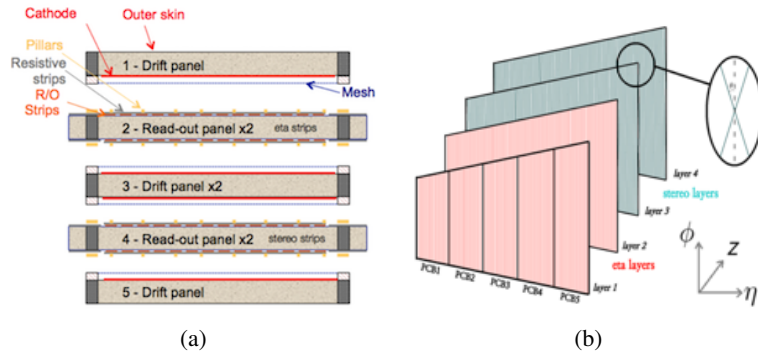 Cathode
Outer skin
Pillars
Resistive
strips
R/O
Strips
Mesh
1 - Drift panel
2 - Read-out panel x2
eta strips
3 - Drift panel x2
4 - Read-out panel x2
stereo strips
5 - Drift panel
(a)
layer 4
stereo layers
layer 3
layer 2
eta layers
layer 1
PCB1
PCB2
PCB3
PCB4
PCB5
ϕ
z
η
(b)